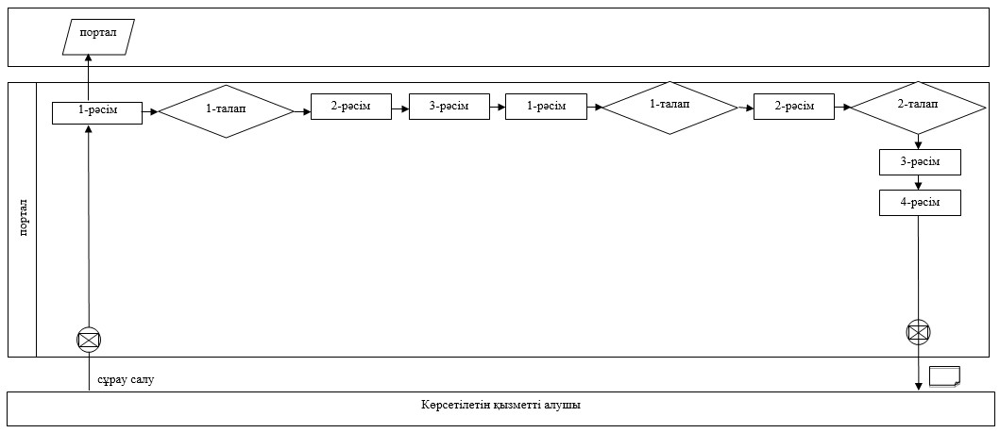 портал
1-рәсім
1-талап
2-рәсім
3-рәсім
1-рәсім
1-талап
2-рәсім
2-талап
3-рәсім
4-рәсім
портал
сұрау салу
Көрсетілетін қызметті алушы